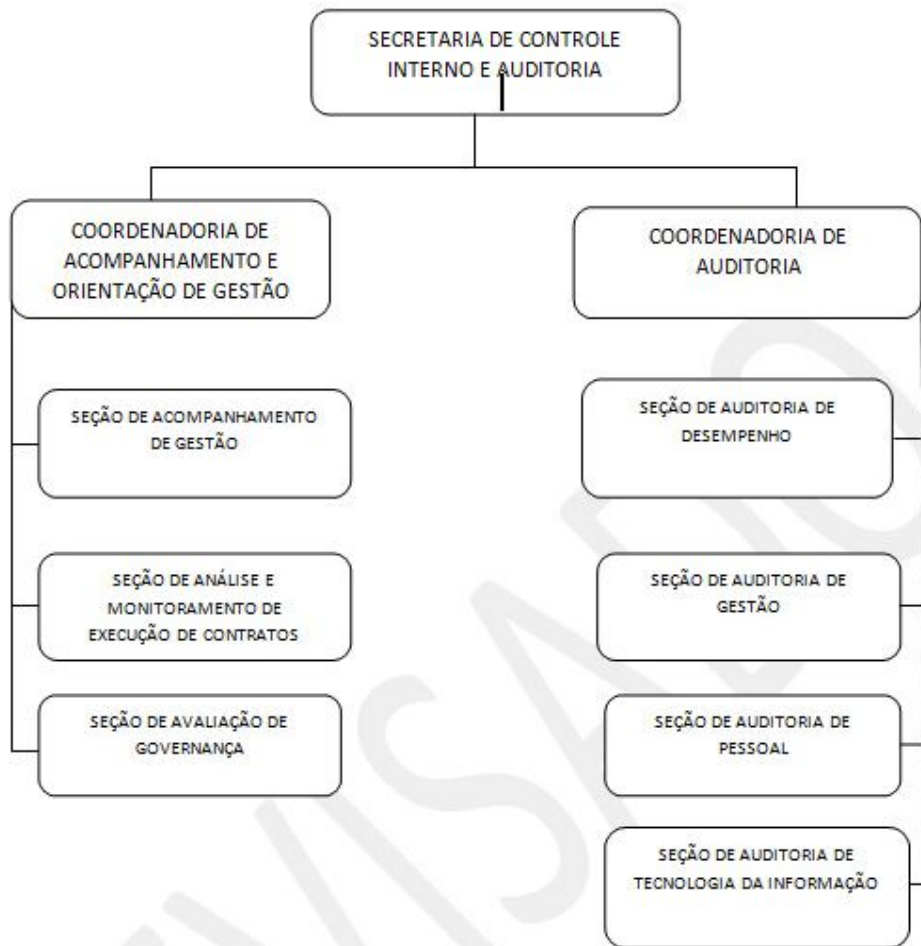 SECRETARIA DE CONTROLE
INTERNO E AUDITORIA
COORDENADORIA DE
ACOMPANHAMENTO E
ORIENTAÇÃO DE GESTÃO
SEÇÃO DE ACOMPANHAMENTO
DE GESTÃO
SEÇÃO DE ANÁLISE E
MONITORAMENTO DE
EXECUÇÃO DE CONTRATOS
SEÇÃO DE AVALIAÇÃO DE
GOVERNANÇA
COORDENADORIA DE
AUDITORIA
SEÇÃO DE AUDITORIA DE
DESEMPENHO
SEÇÃO DE AUDITORIA DE
GESTÃO
SEÇÃO DE AUDITORIA DE
PESSOAL
SEÇÃO DE AUDITORIA DE
TECNOLOGIA DA INFORMAÇÃO